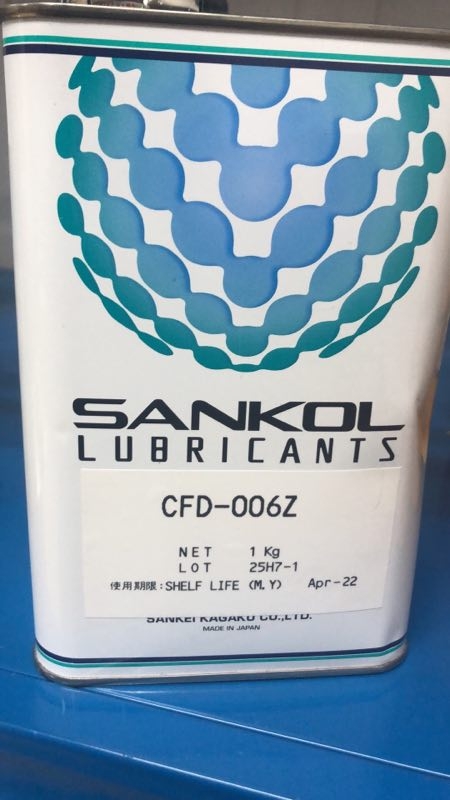 SANKOL
LUBRICANTS
CFD-006Z
NET 1 Kg
LOT 25H7-1
使用期限:SHELF LIFE (M.Y) Apr-22
SANKEI KAGAKU CO.,LTD.
MADE IN JAPAN